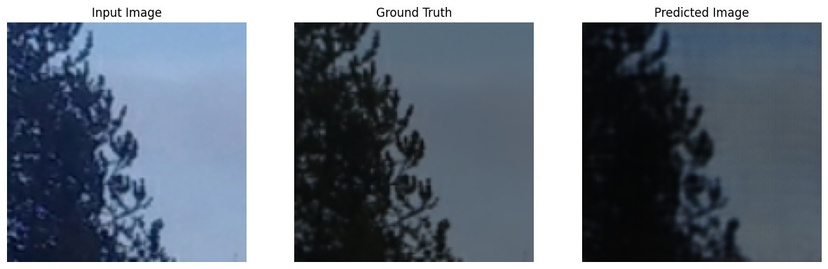 Input Image
Ground Truth
Predicted Image